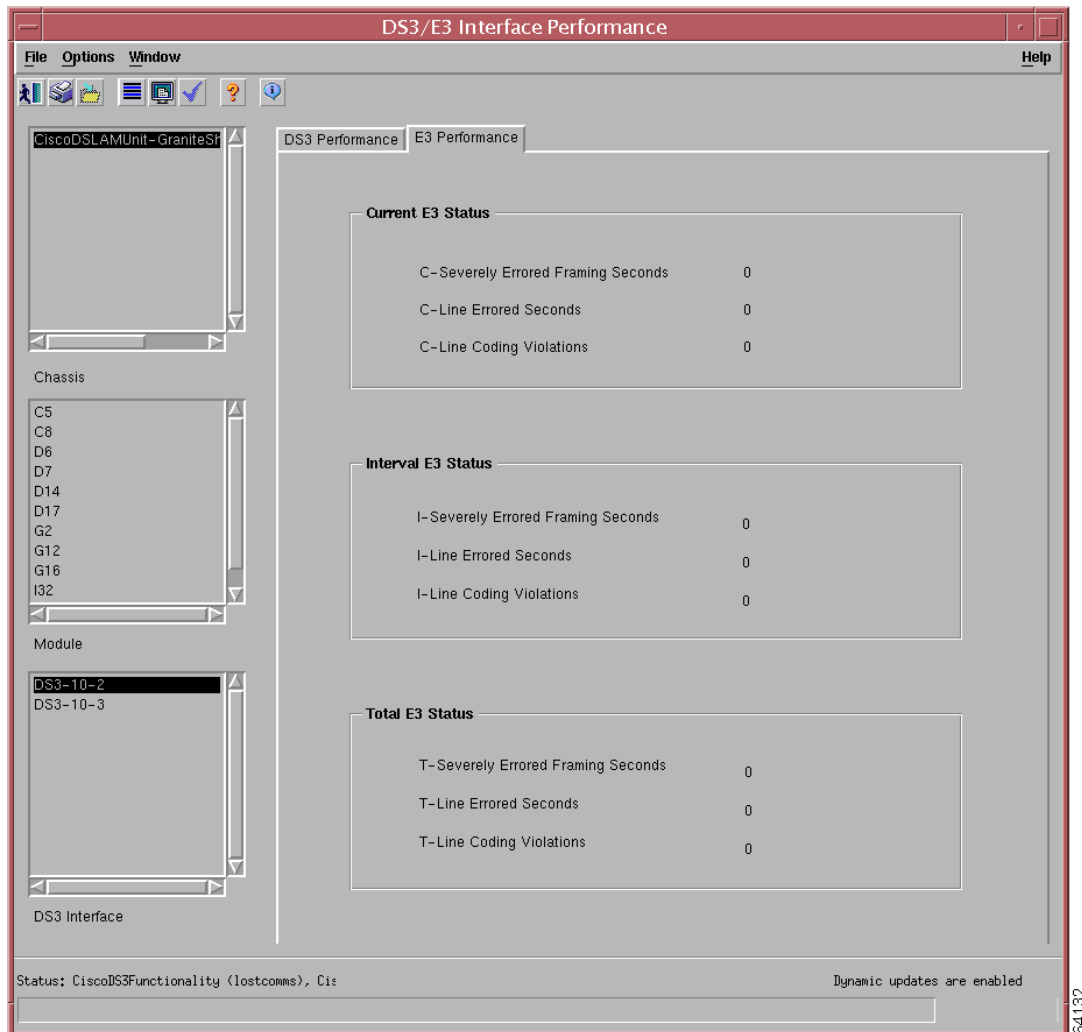 DS3/E3 Interface Performance
File Options Window Help
CiscoDSLAMUnit-GraniteSh
Chassis
C5
C8
D6
D7
D14
D17
G2
G12
G16
I32
Module
DS3-10-2
DS3-10-3
DS3 Interface
DS3 Performance E3 Performance
Current E3 Status
C-Severely Errored Framing Seconds 0
C-Line Errored Seconds 0
C-Line Coding Violations 0
Interval E3 Status
I-Severely Errored Framing Seconds 0
I-Line Errored Seconds 0
I-Line Coding Violations 0
Total E3 Status
T-Severely Errored Framing Seconds 0
T-Line Errored Seconds 0
T-Line Coding Violations 0
Status: CiscoDS3Functionality (lostcomms), Cis
Dynamic updates are enabled
64132